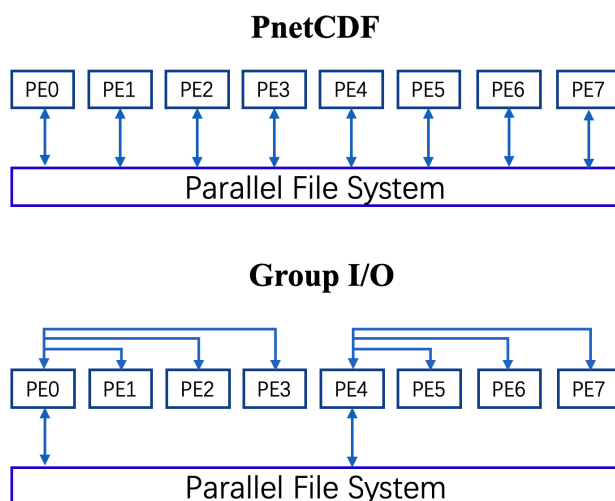 PnetCDF
PE0 PE1 PE2 PE3 PE4 PE5 PE6 PE7
Parallel File System
Group I/O
PE0 PE1 PE2 PE3 PE4 PE5 PE6 PE7
Parallel File System